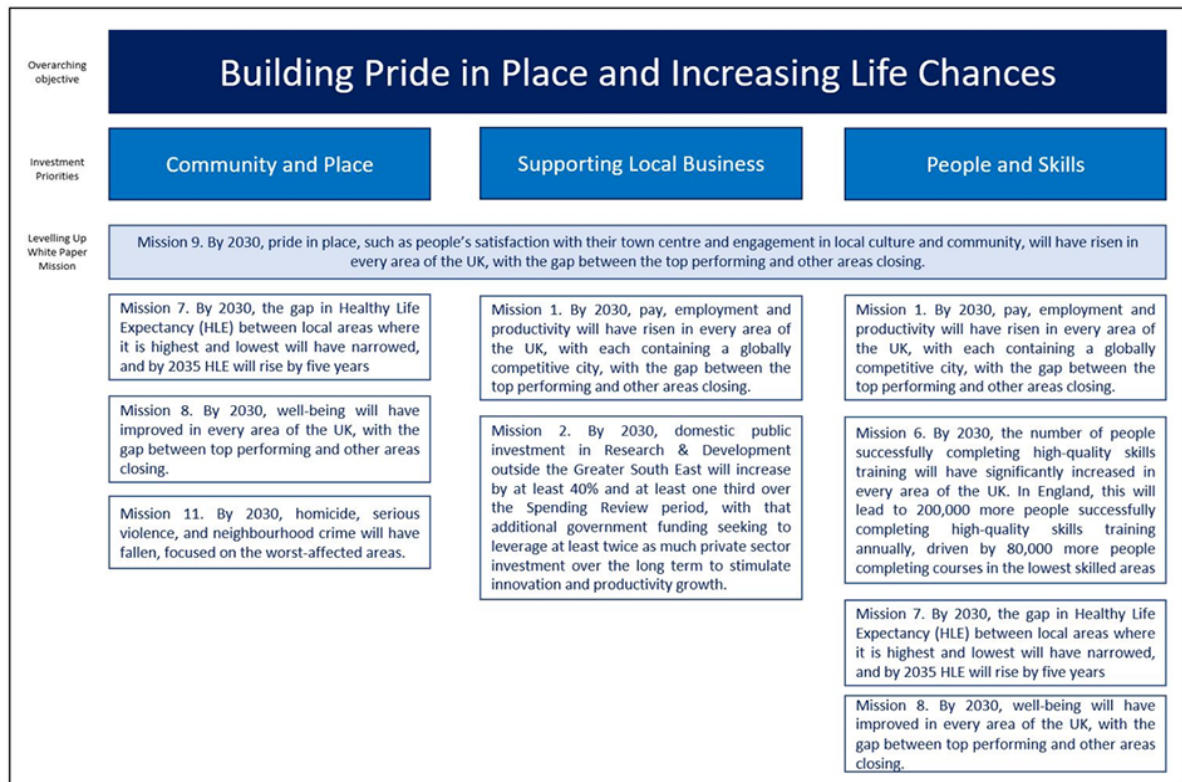 Overarching
objective
Building Pride in Place and Increasing Life Chances
Investment
Priorities
Community and Place
Supporting Local Business
People and Skills
Levelling Up
White Paper
Mission
Mission 9. By 2030, pride in place, such as people's satisfaction with their town centre and engagement in local culture and community, will have risen in
every area of the UK, with the gap between the top performing and other areas closing.
Mission 7. By 2030, the gap in Healthy Life
Expectancy (HLE) between local areas where
it is highest and lowest will have narrowed,
and by 2035 HLE will rise by five years
Mission 8. By 2030, well-being will have
improved in every area of the UK, with the
gap between top performing and other areas
closing.
Mission 11. By 2030, homicide, serious
violence, and neighbourhood crime will have
fallen, focused on the worst-affected areas.
Mission 1. By 2030, pay, employment and
productivity will have risen in every area of
the UK, with each containing a globally
competitive city, with the gap between the
top performing and other areas closing.
Mission 2. By 2030, domestic public
investment in Research & Development
outside the Greater South East will increase
by at least 40% and at least one third over
the Spending Review period, with that
additional government funding seeking to
leverage at least twice as much private sector
investment over the long term to stimulate
innovation and productivity growth.
Mission 1. By 2030, pay, employment and
productivity will have risen in every area of
the UK, with each containing a globally
competitive city, with the gap between the
top performing and other areas closing.
Mission 6. By 2030, the number of people
successfully completing high-quality skills
training will have significantly increased in
every area of the UK. In England, this will
lead to 200,000 more people successfully
completing high-quality skills training
annually, driven by 80,000 more people
completing courses in the lowest skilled areas
Mission 7. By 2030, the gap in Healthy Life
Expectancy (HLE) between local areas where
it is highest and lowest will have narrowed,
and by 2035 HLE will rise by five years
Mission 8. By 2030, well-being will have
improved in every area of the UK, with the
gap between top performing and other areas
closing.